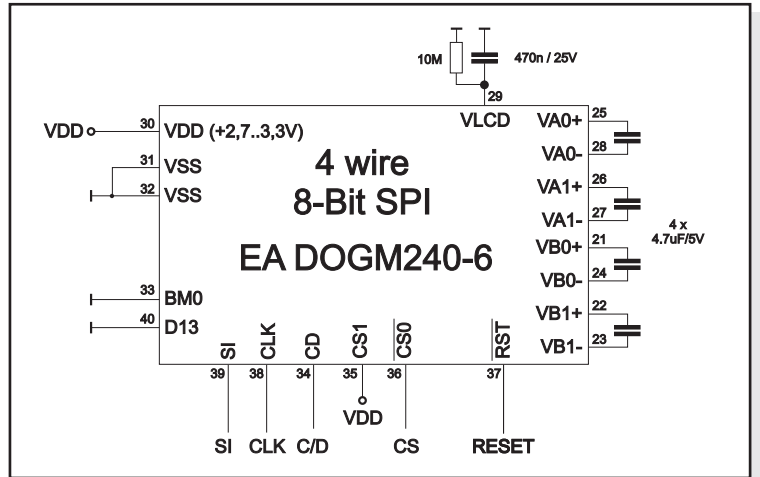 10M
470n / 25V
29
VLCD
VDD
30
VDD (+2,7..3,3V)
31
VSS
32
VSS
33
BM0
40
D13
4 wire
8-Bit SPI
EA DOGM240-6
VA0+
25
VA0-
28
VA1+
26
VA1-
27
VB0+
21
VB0-
24
VB1+
22
VB1-
23
4 x
4.7uF/5V
SI
CLK
CD
CS1
CS0
RST
39
38
34
35
36
37
VDD
SI
CLK
C/D
CS
RESET